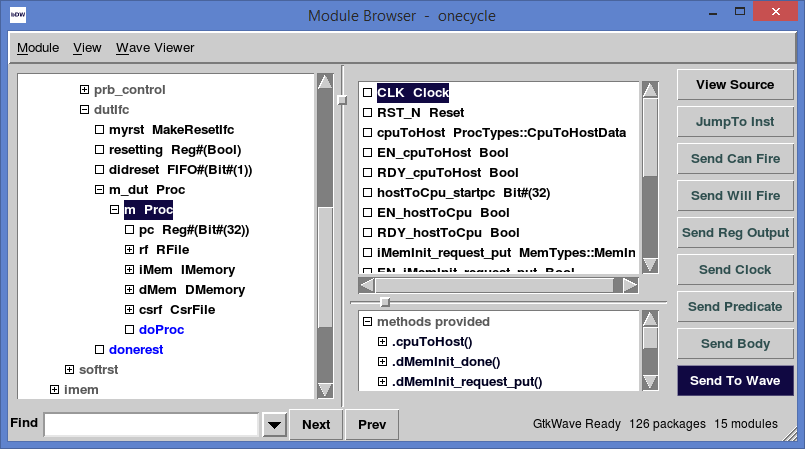 bDW
Module Browser - onecycle
Module View Wave Viewer
prb_control
dutIfc
myrst MakeResetIfc
resetting Reg#(Bool)
didreset FIFO#(Bit#(1))
m_dut Proc
m Proc
pc Reg#(Bit#(32))
rf RFile
iMem IMemory
dMem DMemory
csrf CsrFile
doProc
donerest
softrst
imem
CLK Clock
RST_N Reset
cpuToHost ProcTypes::CpuToHostData
EN_cpuToHost Bool
RDY_cpuToHost Bool
hostToCpu_startpc Bit#(32)
EN_hostToCpu Bool
RDY_hostToCpu Bool
iMemInit_request_put MemTypes::MemIn
EN_iMemInit_request_put Bool
methods provided
.cpuToHost()
.dMemInit_done()
.dMemInit_request_put()
View Source
JumpTo Inst
Send Can Fire
Send Will Fire
Send Reg Output
Send Clock
Send Predicate
Send Body
Send To Wave
Find Next Prev GtkWave Ready 126 packages 15 modules